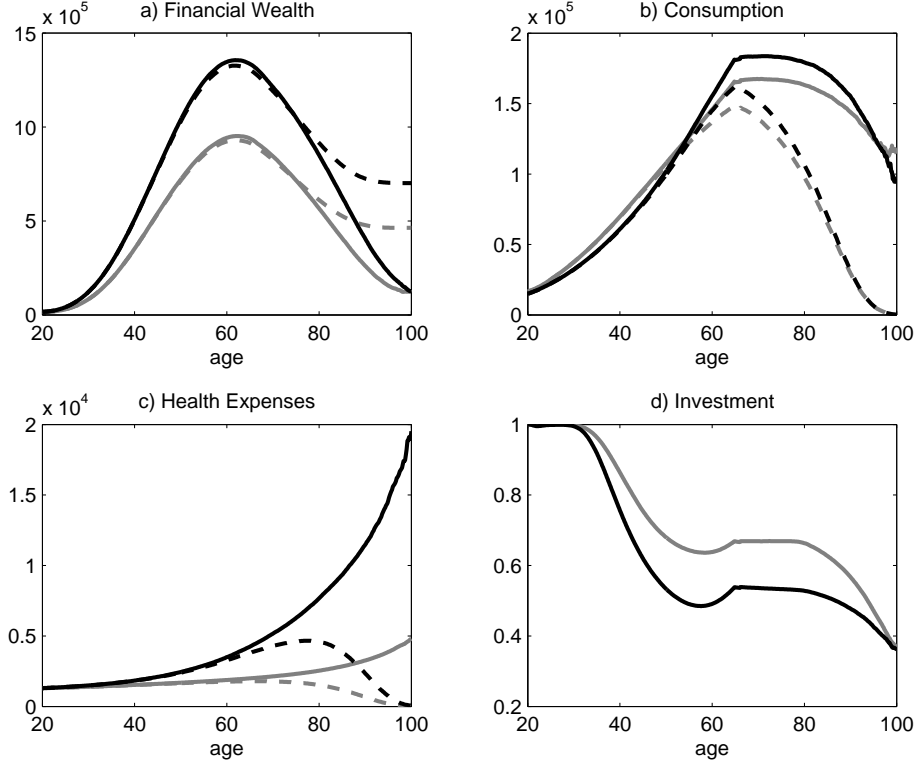 a) Financial Wealth
x 10^5
15
10
5
0
20 40 60 80 100
age
b) Consumption
x 10^5
2
1.5
1
0.5
0
20 40 60 80 100
age
c) Health Expenses
x 10^4
2
1.5
1
0.5
0
20 40 60 80 100
age
d) Investment
1
0.8
0.6
0.4
0.2
20 40 60 80 100
age